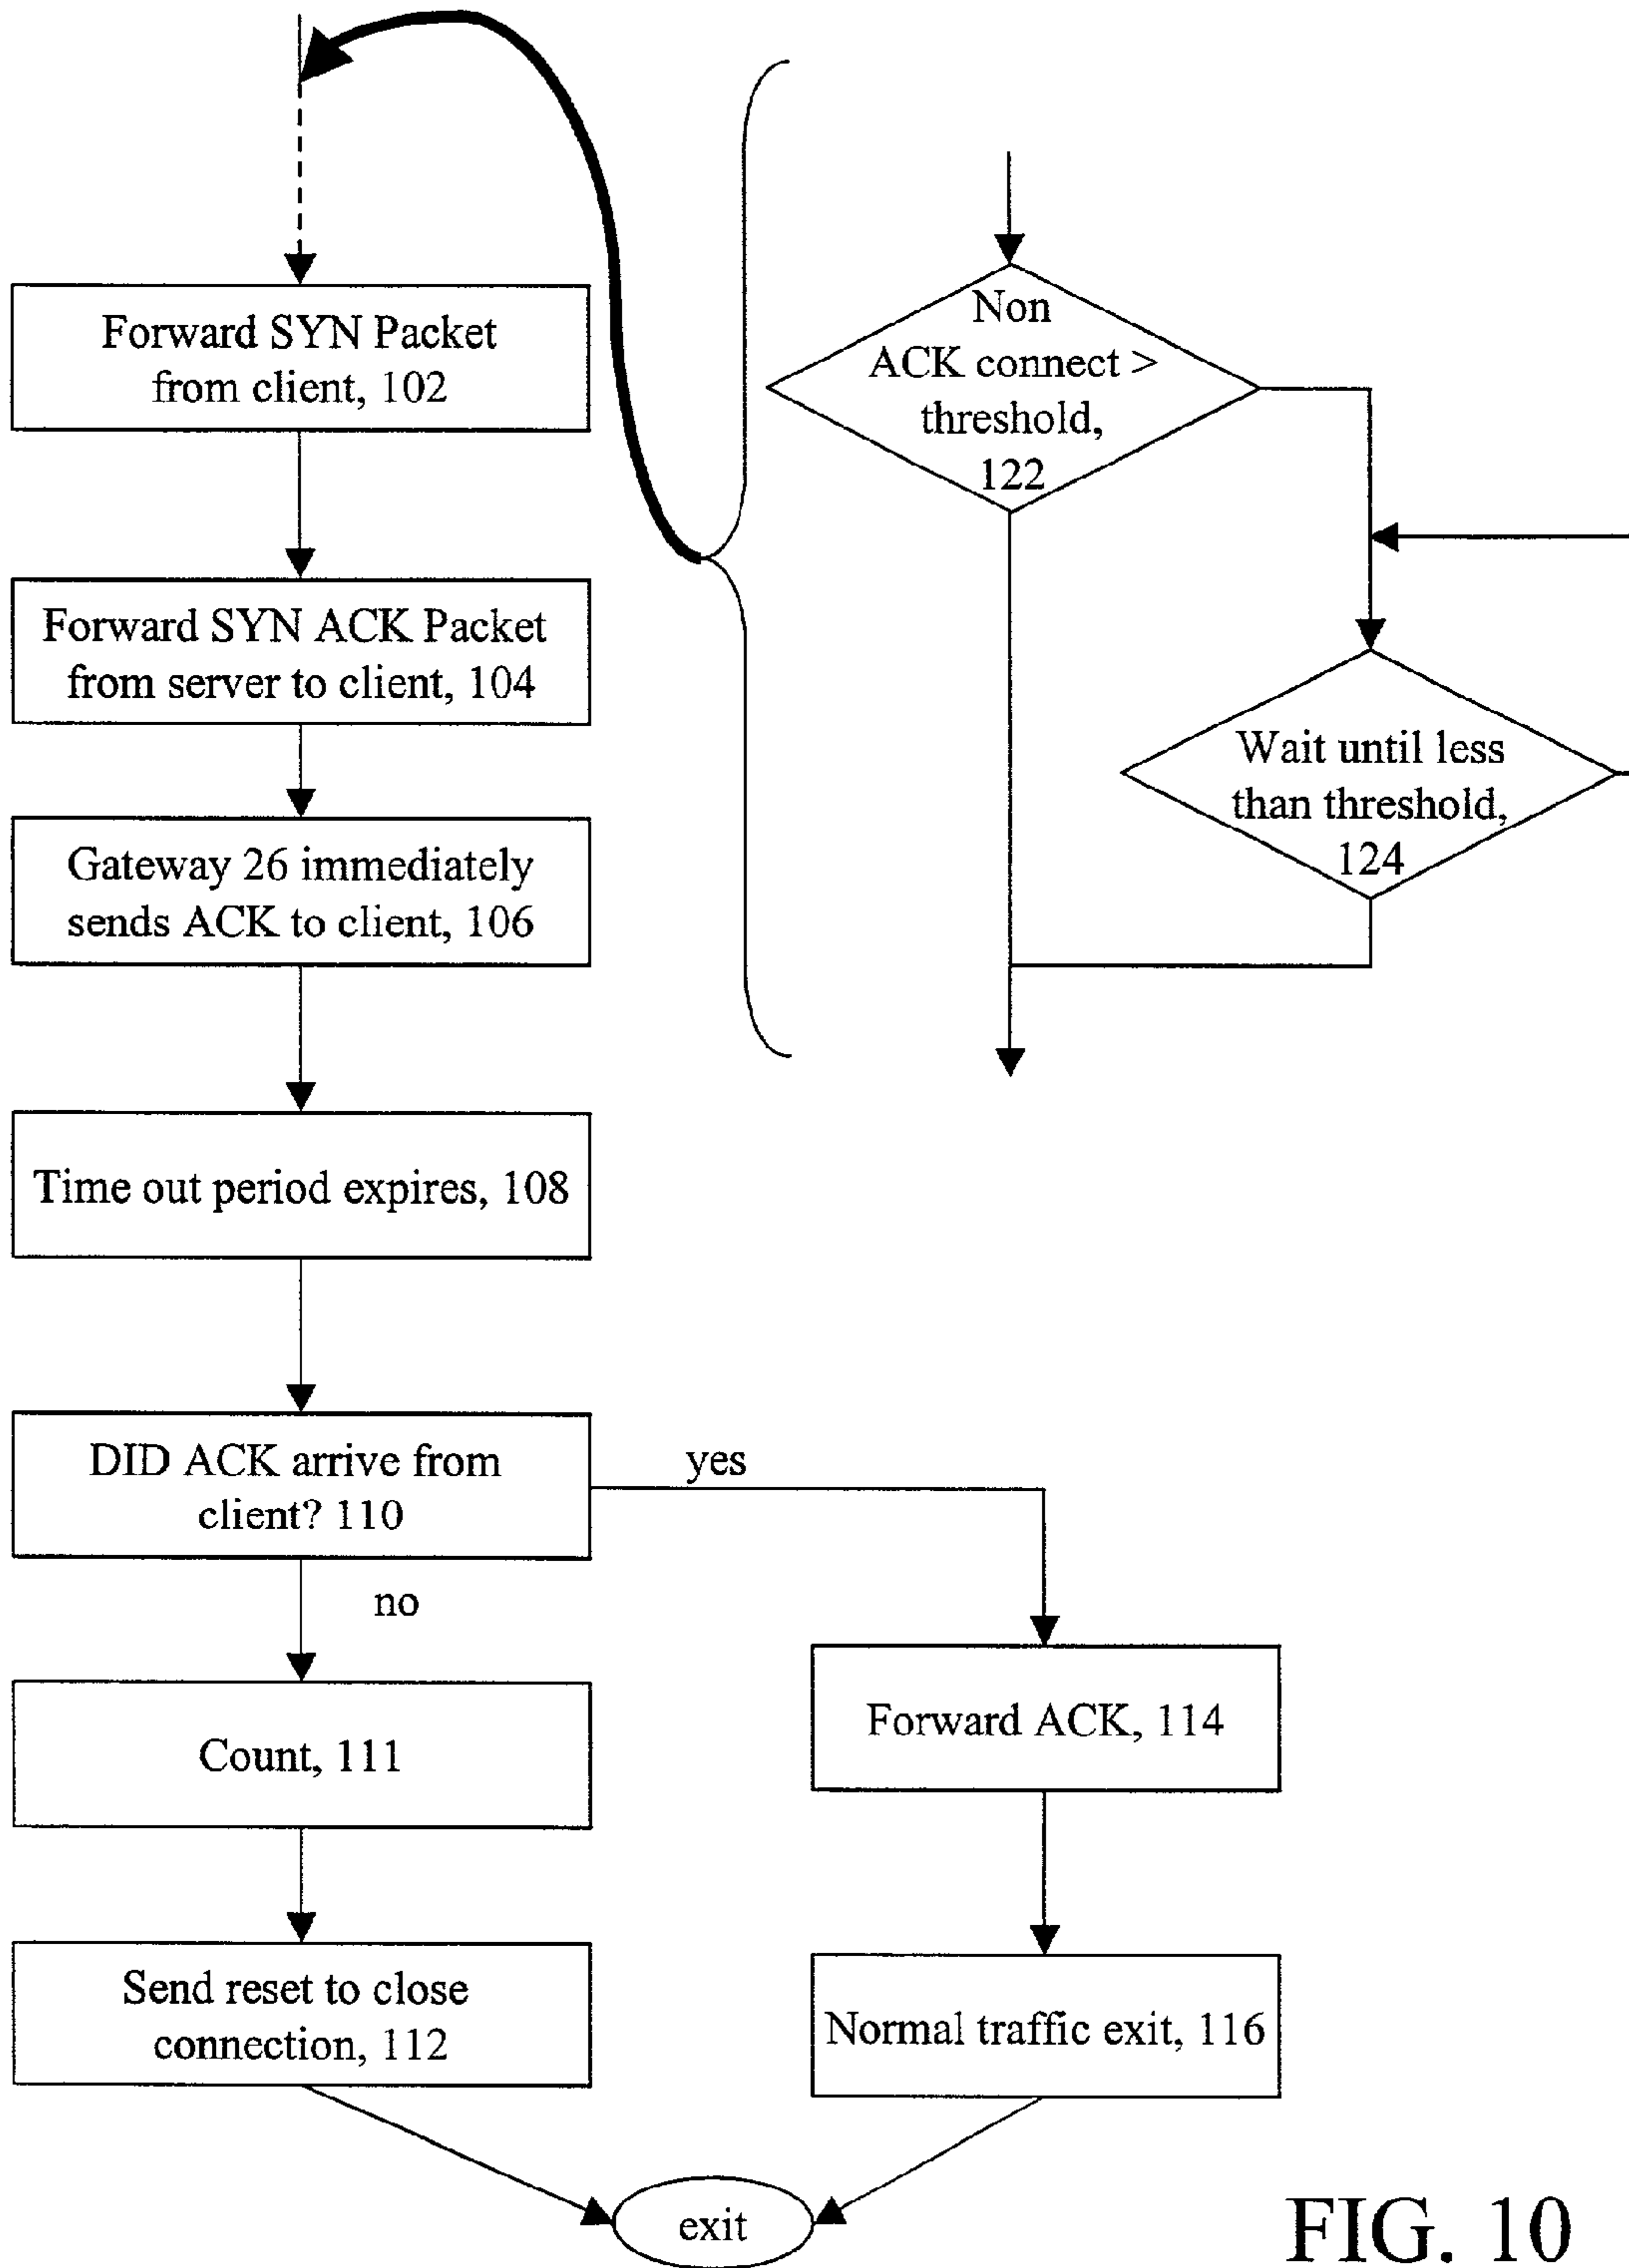 Forward SYN Packet
from client, 102
Forward SYN ACK Packet
from server to client, 104
Gateway 26 immediately
sends ACK to client, 106
Time out period expires, 108
DID ACK arrive from
client? 110
yes
no
Count, 111
Send reset to close
connection, 112
Forward ACK, 114
Normal traffic exit, 116
exit
Non
ACK connect >
threshold,
122
Wait until less
than threshold,
124
FIG. 10